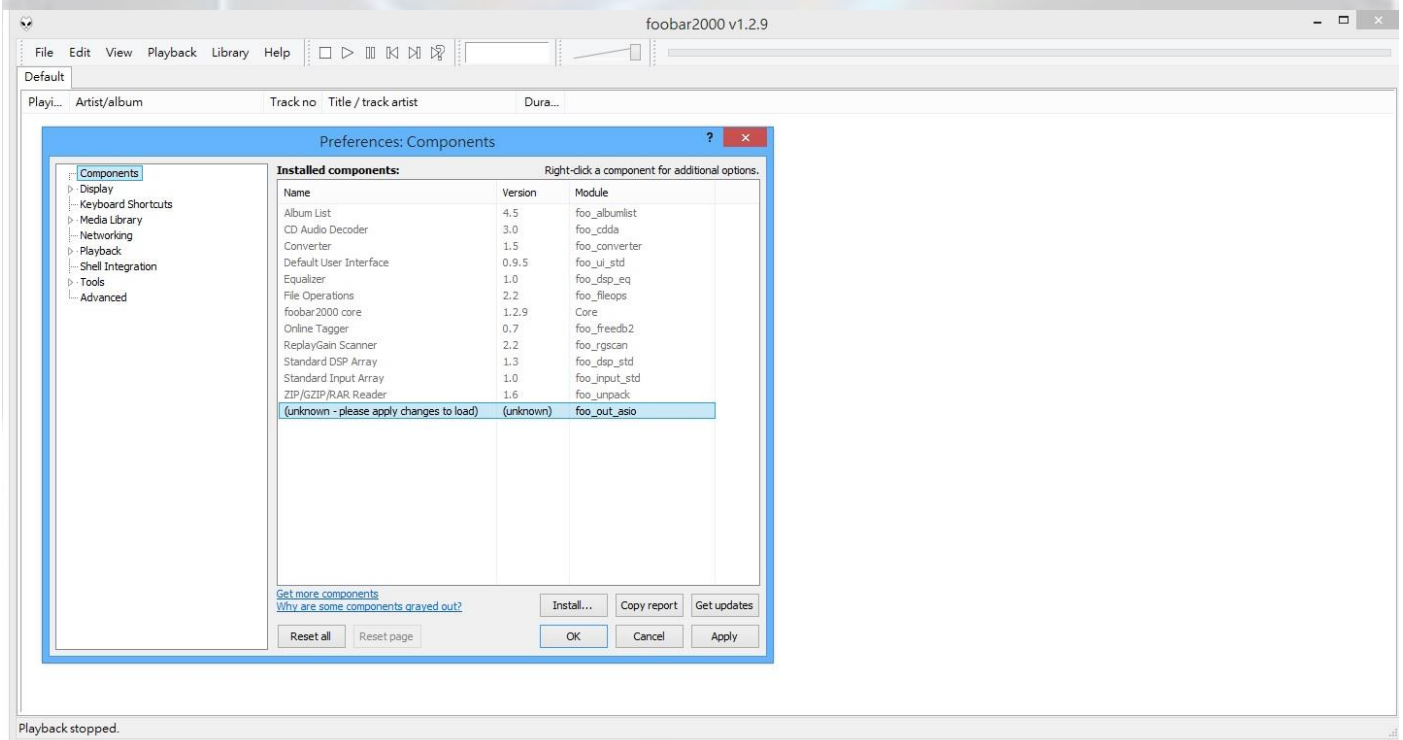 foobar2000 v1.2.9
File Edit View Playback Library Help
Default
Playi... Artist/album Track no Title / track artist Dura...
Preferences: Components ?
Components
Display
Keyboard Shortcuts
Media Library
Networking
Playback
Shell Integration
Tools
Advanced
Installed components: Right-click a component for additional options.
Name Version Module
Album List 4.5 foo_albumlist
CD Audio Decoder 3.0 foo_cdda
Converter 1.5 foo_converter
Default User Interface 0.9.5 foo_ui_std
Equalizer 1.0 foo_dsp_eq
File Operations 2.2 foo_fileops
foobar2000 core 1.2.9 Core
Online Tagger 0.7 foo_freedb2
ReplayGain Scanner 2.2 foo_rgscan
Standard DSP Array 1.3 foo_dsp_std
Standard Input Array 1.0 foo_input_std
ZIP/GZIP/RAR Reader 1.6 foo_unpack
(unknown - please apply changes to load) (unknown) foo_out_asio
Get more components
Why are some components grayed out?
Install... Copy report Get updates
Reset all Reset page OK Cancel Apply
Playback stopped.